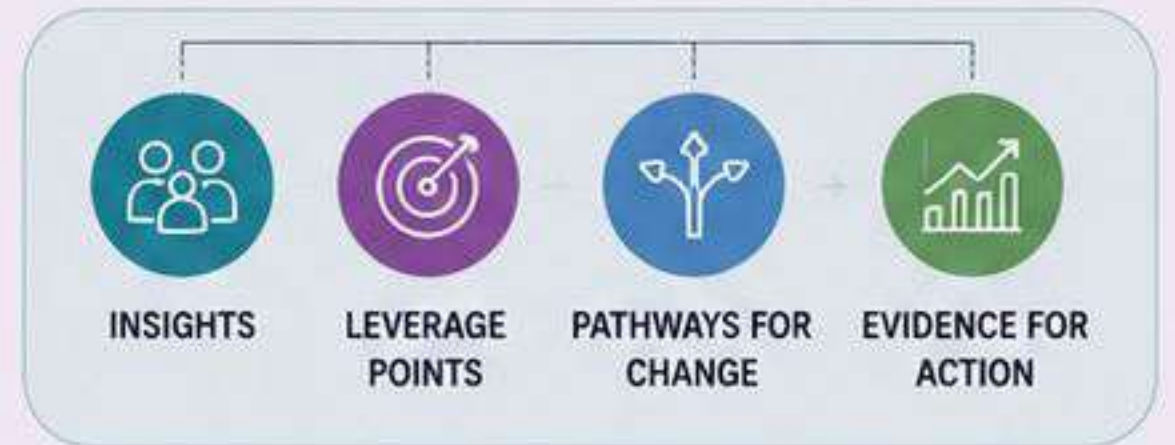 INSIGHTS
LEVERAGE
POINTS
PATHWAYS FOR
CHANGE
EVIDENCE FOR
ACTION